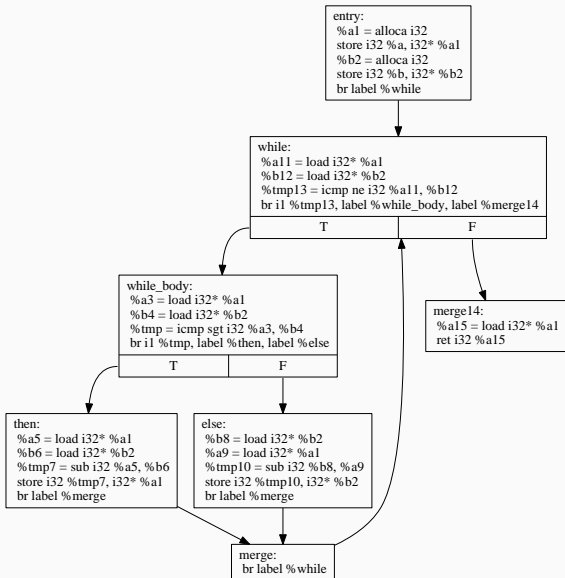 entry:
%a1 = alloca i32
store i32 %a, i32* %a1
%b2 = alloca i32
store i32 %b, i32* %b2
br label %while
while:
%a11 = load i32* %a1
%b12 = load i32* %b2
%tmp13 = icmp ne i32 %a11, %b12
br i1 %tmp13, label %while_body, label %merge14
T F
while_body:
%a3 = load i32* %a1
%b4 = load i32* %b2
%tmp = icmp sgt i32 %a3, %b4
br i1 %tmp, label %then, label %else
T F
merge14:
%a15 = load i32* %a1
ret i32 %a15
then:
%a5 = load i32* %a1
%b6 = load i32* %b2
%tmp7 = sub i32 %a5, %b6
store i32 %tmp7, i32* %a1
br label %merge
else:
%b8 = load i32* %b2
%a9 = load i32* %a1
%tmp10 = sub i32 %b8, %a9
store i32 %tmp10, i32* %b2
br label %merge
merge:
br label %while